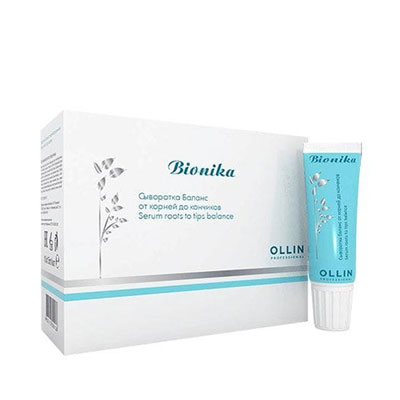 Bionika
Сыворотка Баланс
от корней до кончиков
Serum roots to tips balance
OLLIN
PROFESSIONAL
Bionika
Сыворотка Баланс от корней до кончиков
Serum roots to tips balance
OLLIN
PROFESSIONAL